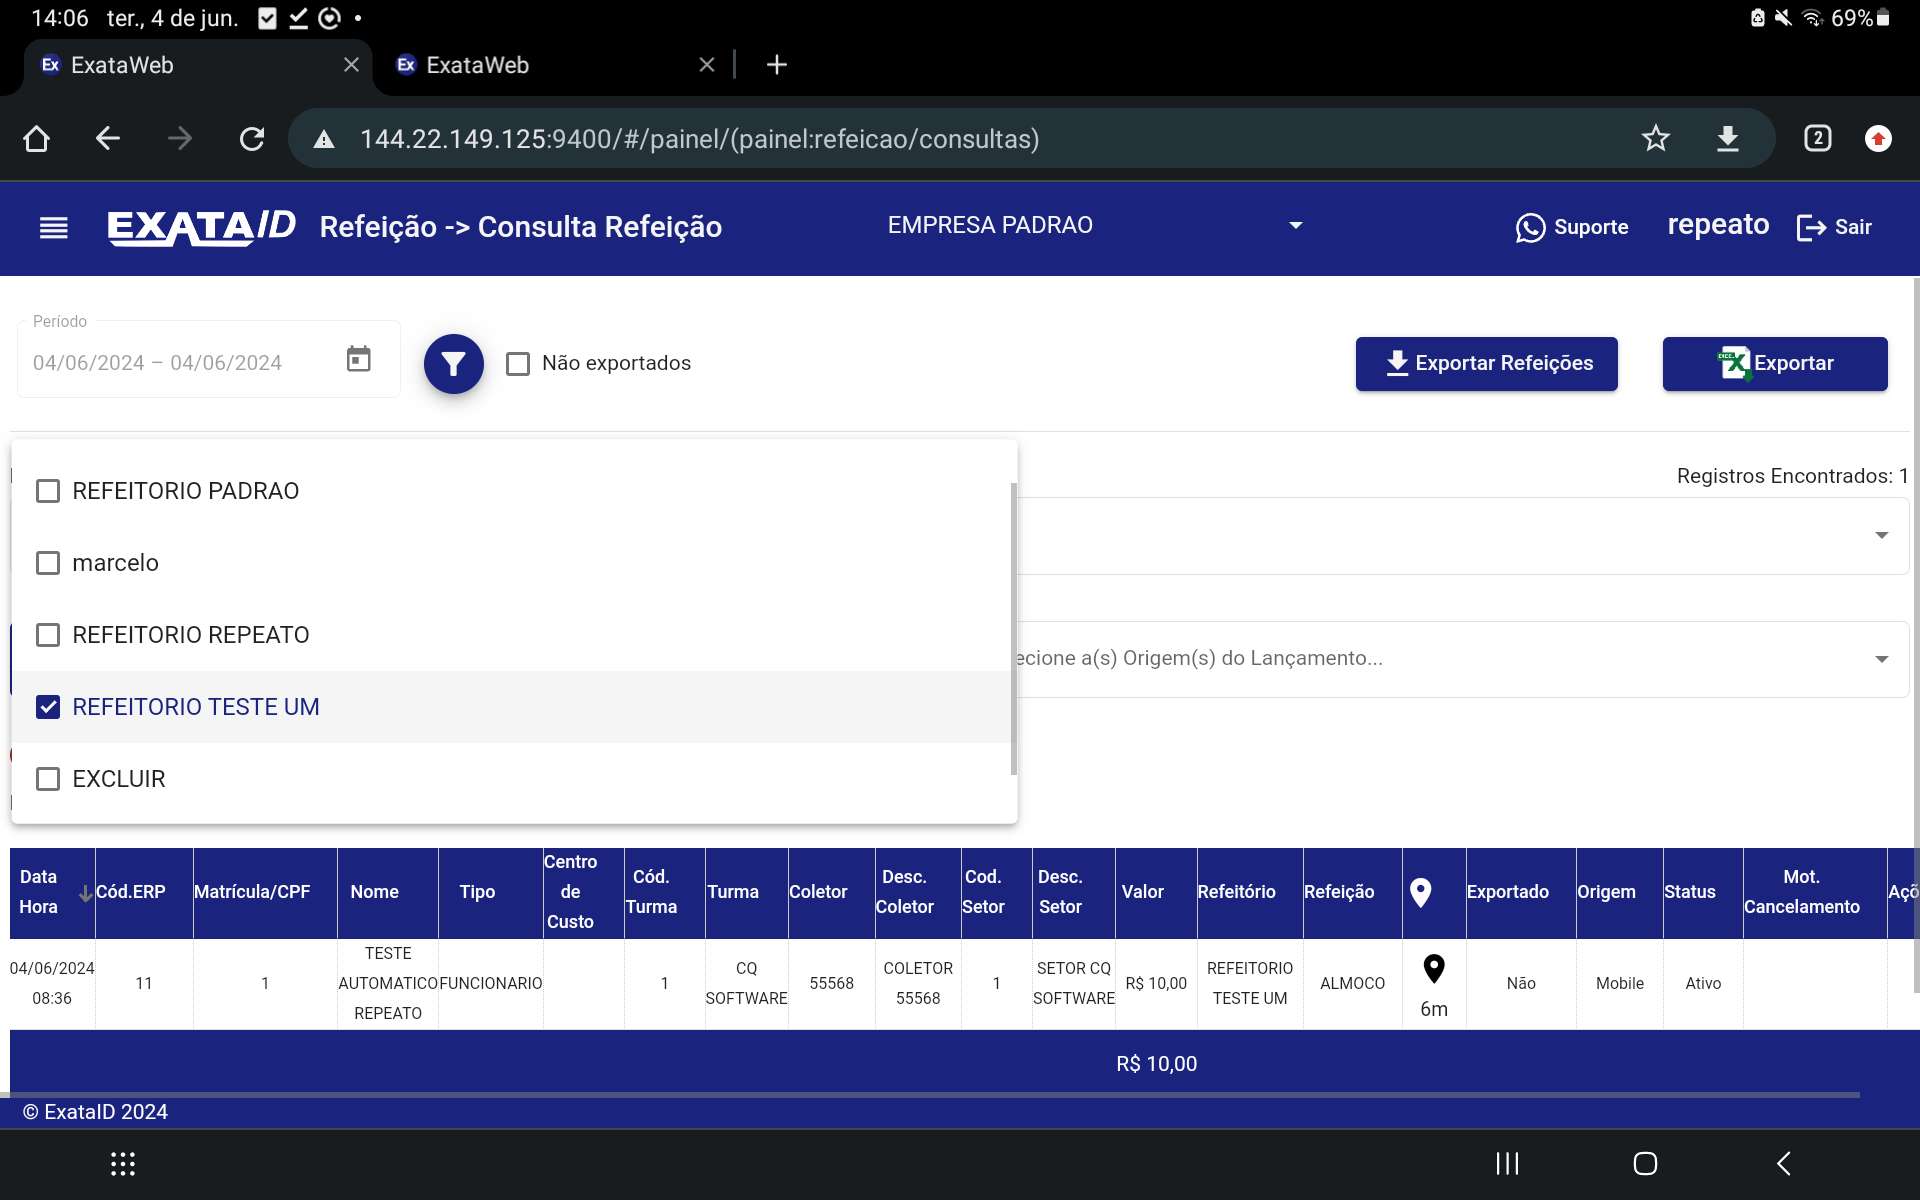 14:06 ter., 4 de jun. 69%
Ex ExataWeb Ex ExataWeb
144.22.149.125:9400/#/painel/(painel:refeicao/consultas) 2
EXATAID Refeição -> Consulta Refeição EMPRESA PADRAO Suporte repeato Sair
Período
04/06/2024 – 04/06/2024 Não exportados Exportar Refeições Exportar
REFEITORIO PADRAO
Registros Encontrados: 1
marcelo
REFEITORIO REPEATO
ecione a(s) Origem(s) do Lançamento...
REFEITORIO TESTE UM
EXCLUIR
Data Hora Cód.ERP Matrícula/CPF Nome Tipo Centro de Custo Cód. Turma Turma Coletor Desc. Coletor Cod. Setor Desc. Setor Valor Refeitório Refeição Exportado Origem Status Mot. Cancelamento Açõ
04/06/2024 08:36 11 1 TESTE AUTOMATICO REPEATO FUNCIONARIO 1 CQ SOFTWARE 55568 COLETOR 55568 1 SETOR CQ SOFTWARE R$ 10,00 REFEITORIO TESTE UM ALMOCO 6m Não Mobile Ativo
R$ 10,00
© ExataID 2024